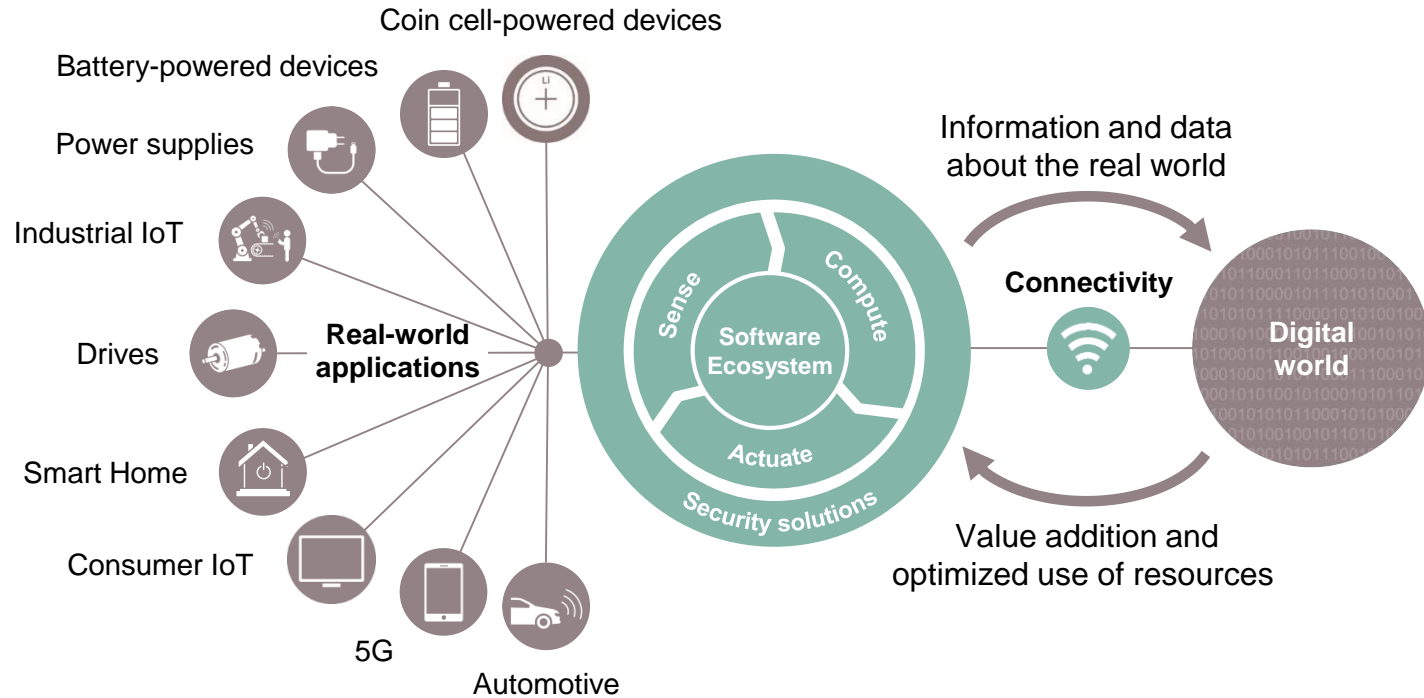 Coin cell-powered devices
Battery-powered devices
Li
Power supplies
Industrial IoT
Drives
Smart Home
Consumer IoT
5G
Automotive
Real-world
applications
Sense
Compute
Actuate
Software
Ecosystem
Security solutions
Information and data
about the real world
Connectivity
Value addition and
optimized use of resources
Digital
world